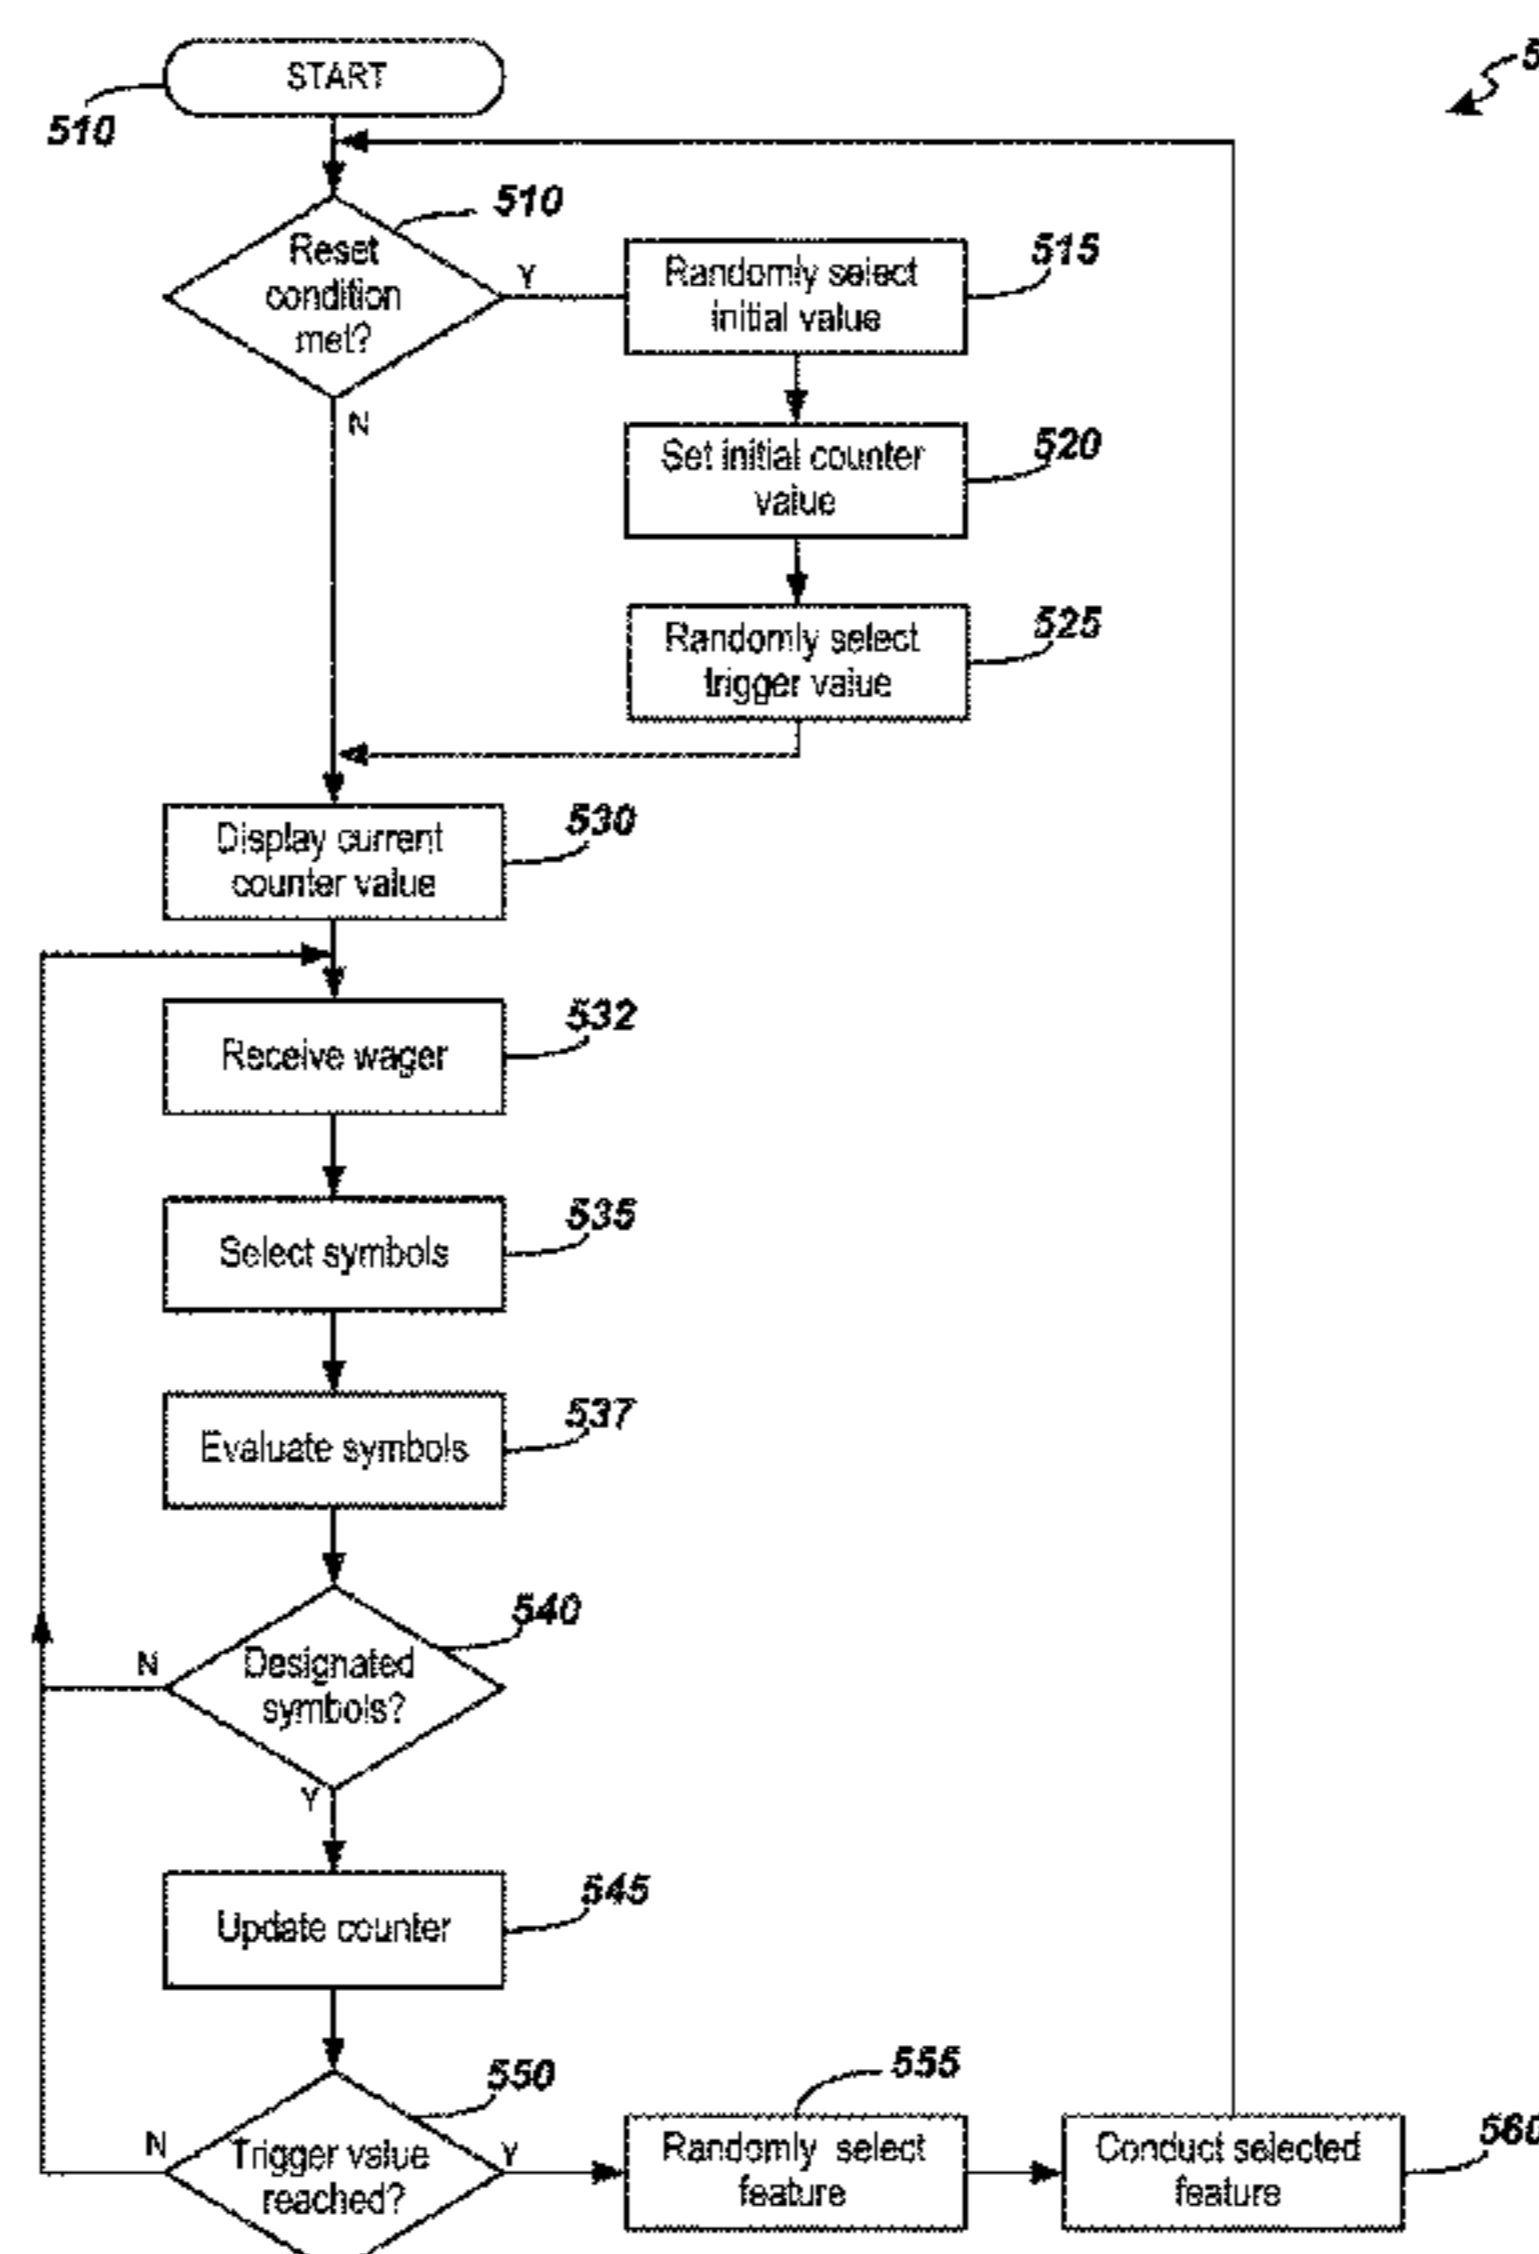 START
510
5
510
Reset
condition
met?
Y
N
Randomly select
initial value
515
Set initial counter
value
520
Randomly select
trigger value
525
Display current
counter value
530
Receive wager
532
Select symbols
535
Evaluate symbols
537
Designated
symbols?
540
N
Y
Update counter
545
Trigger value
reached?
550
N
Y
Randomly select
feature
555
Conduct selected
feature
560